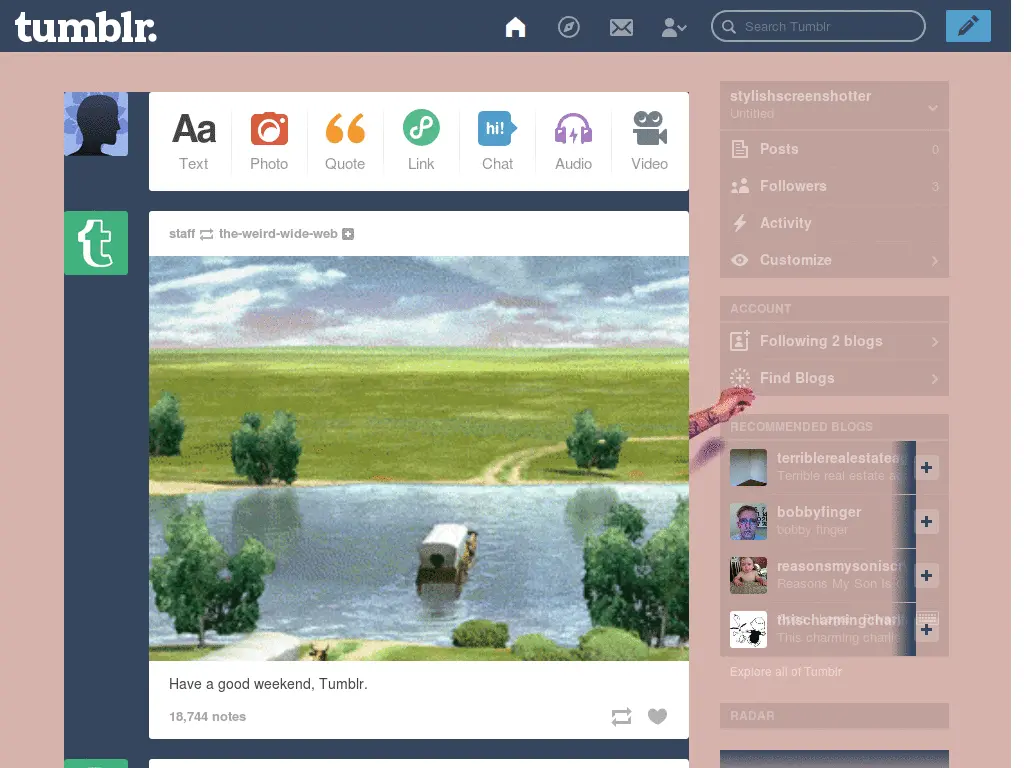 tumblr.
Search Tumblr
Aa
Text
Photo
Quote
Link
hi!
Chat
Audio
Video
staff the-weird-wide-web
Have a good weekend, Tumblr.
18,744 notes
stylishscreenshotter
Untitled
Posts 0
Followers 3
Activity
Customize
ACCOUNT
Following 2 blogs
Find Blogs
RECOMMENDED BLOGS
terriblerealestateag
Terrible real estate
bobbyfinger
bobby finger
reasonsmysoniscr
Reasons My Son Is
thischarmingcharli
This charming charlie
Explore all of Tumblr
RADAR